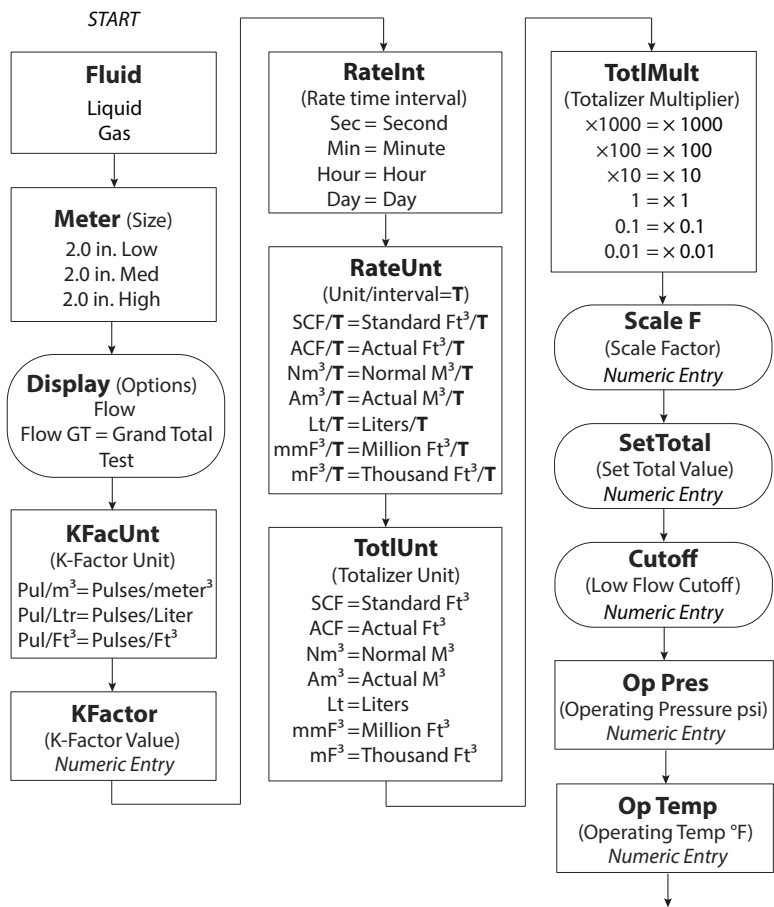 START
Fluid
Liquid
Gas
Meter (Size)
2.0 in. Low
2.0 in. Med
2.0 in. High
Display (Options)
Flow
Flow GT = Grand Total
Test
KFacUnt
(K-Factor Unit)
Pul/m³ = Pulses/meter³
Pul/Ltr = Pulses/Liter
Pul/Ft³ = Pulses/Ft³
KFactor
(K-Factor Value)
Numeric Entry
RateInt
(Rate time interval)
Sec = Second
Min = Minute
Hour = Hour
Day = Day
RateUnt
(Unit/interval=T)
SCF/T = Standard Ft³/T
ACF/T = Actual Ft³/T
Nm³/T = Normal M³/T
Am³/T = Actual M³/T
Lt/T = Liters/T
mmF³/T = Million Ft³/T
mF³/T = Thousand Ft³/T
TotlUnt
(Totalizer Unit)
SCF = Standard Ft³
ACF = Actual Ft³
Nm³ = Normal M³
Am³ = Actual M³
Lt = Liters
mmF³ = Million Ft³
mF³ = Thousand Ft³
TotlMult
(Totalizer Multiplier)
×1000 = × 1000
×100 = × 100
×10 = × 10
1 = × 1
0.1 = × 0.1
0.01 = × 0.01
Scale F
(Scale Factor)
Numeric Entry
SetTotal
(Set Total Value)
Numeric Entry
Cutoff
(Low Flow Cutoff)
Numeric Entry
Op Pres
(Operating Pressure psi)
Numeric Entry
Op Temp
(Operating Temp °F)
Numeric Entry